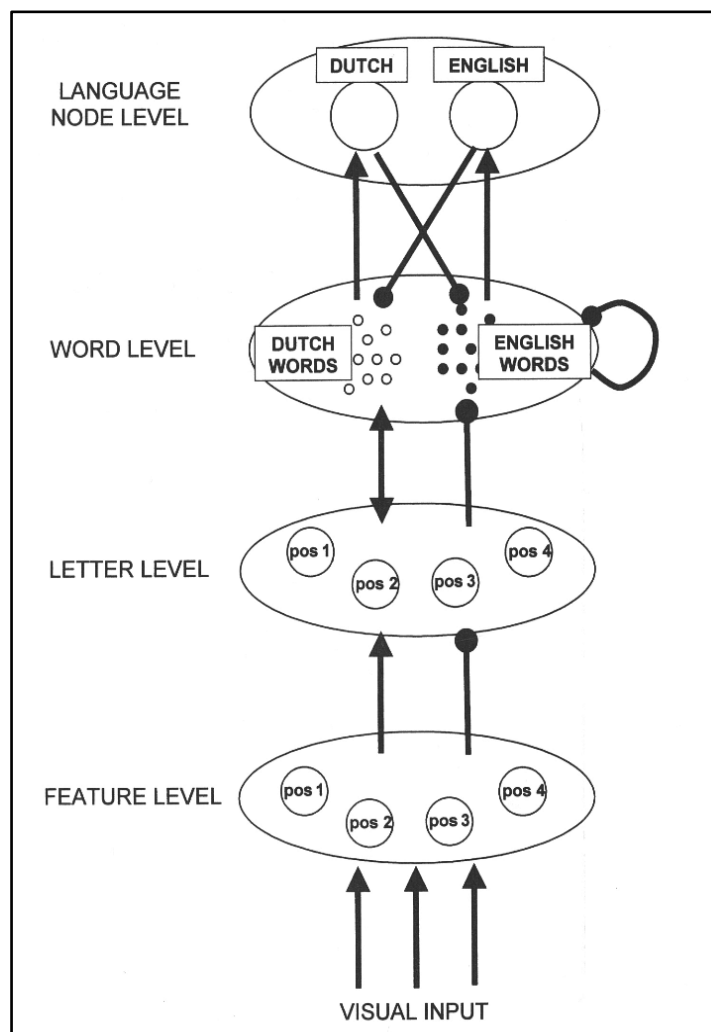 DUTCH ENGLISH
LANGUAGE
NODE LEVEL
WORD LEVEL
DUTCH
WORDS
ENGLISH
WORDS
LETTER LEVEL
pos 1
pos 2
pos 3
pos 4
FEATURE LEVEL
pos 1
pos 2
pos 3
pos 4
VISUAL INPUT